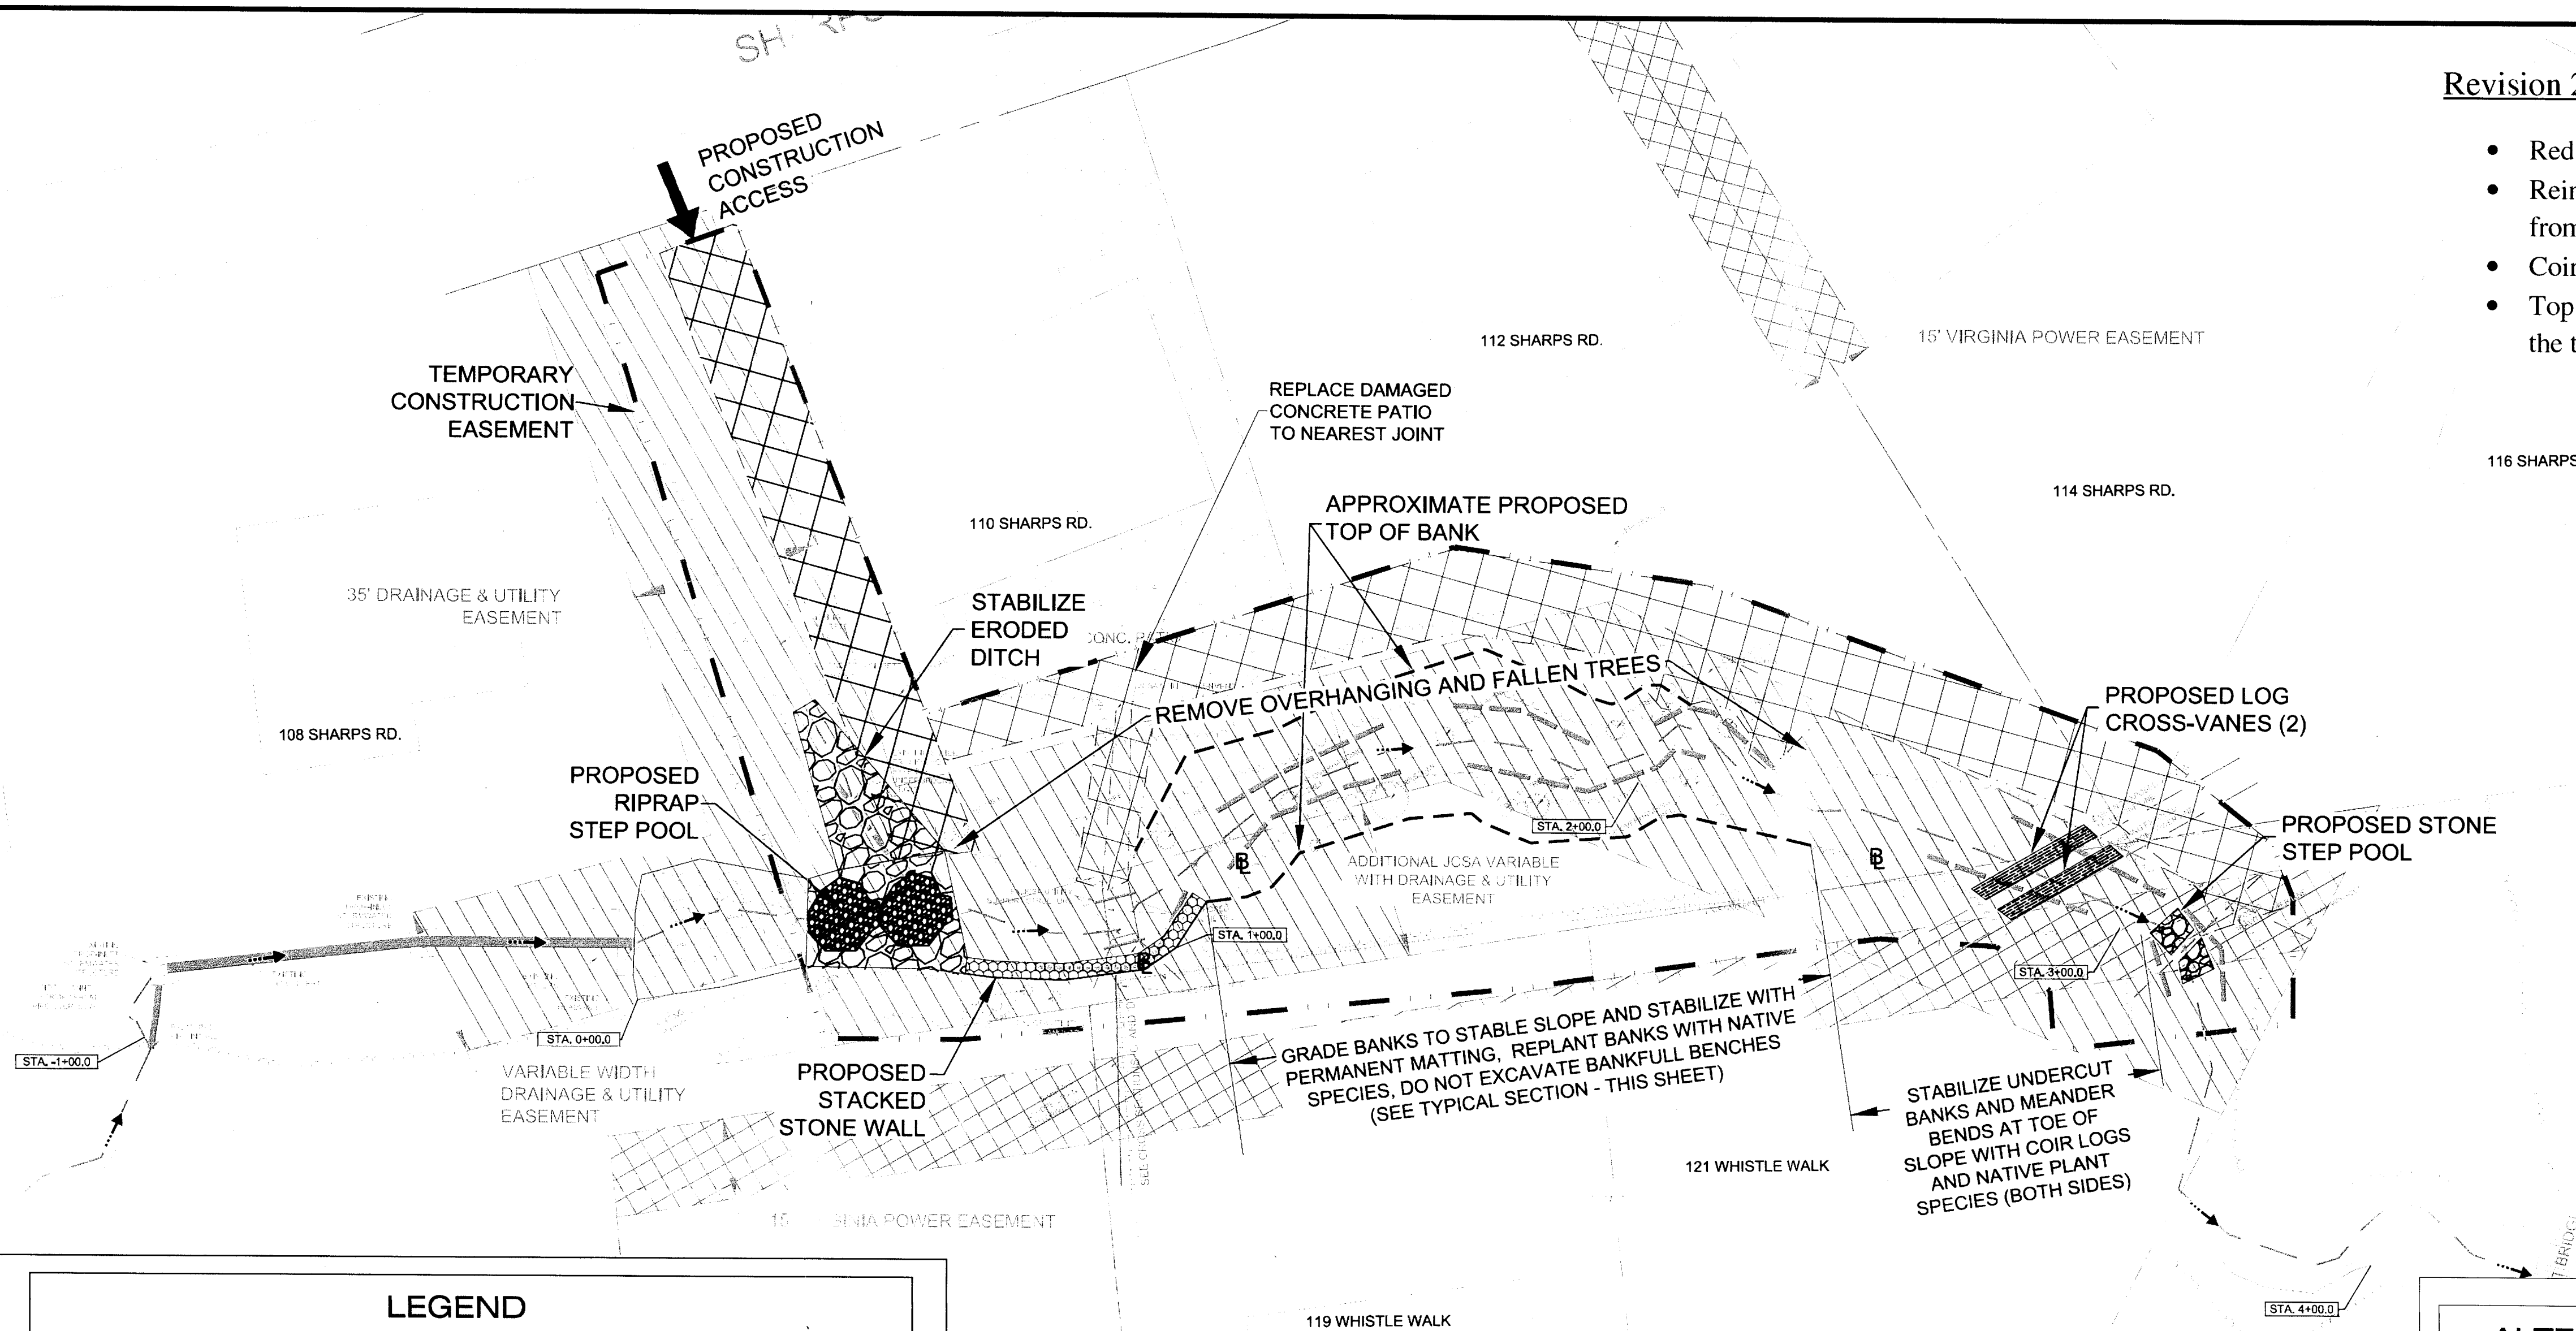 Revision 2
• Red
• Rein
from
• Coir
• Top
the t
PROPOSED
CONSTRUCTION
ACCESS
TEMPORARY
CONSTRUCTION
EASEMENT
112 SHARPS RD.
15' VIRGINIA POWER EASEMENT
REPLACE DAMAGED
CONCRETE PATIO
TO NEAREST JOINT
116 SHARPS
114 SHARPS RD.
110 SHARPS RD.
APPROXIMATE PROPOSED
TOP OF BANK
35' DRAINAGE & UTILITY
EASEMENT
STABILIZE
ERODED
DITCH
CONC. PATIO
REMOVE OVERHANGING AND FALLEN TREES
PROPOSED LOG
CROSS-VANES (2)
108 SHARPS RD.
PROPOSED
RIPRAP
STEP POOL
STA. 2+00.0
PROPOSED STONE
STEP POOL
ADDITIONAL JCSA VARIABLE
WITH DRAINAGE & UTILITY
EASEMENT
BL
BL
STA. 1+00.0
BL
STA. 3+00.0
STA. 0+00.0
STA. -1+00.0
VARIABLE WIDTH
DRAINAGE & UTILITY
EASEMENT
PROPOSED
STACKED
STONE WALL
GRADE BANKS TO STABLE SLOPE AND STABILIZE WITH
PERMANENT MATTING, REPLANT BANKS WITH NATIVE
SPECIES, DO NOT EXCAVATE BANKFULL BENCHES
(SEE TYPICAL SECTION - THIS SHEET)
STABILIZE UNDERCUT
BANKS AND MEANDER
BENDS AT TOE OF
SLOPE WITH COIR LOGS
AND NATIVE PLANT
SPECIES (BOTH SIDES)
121 WHISTLE WALK
POWER EASEMENT
LEGEND
119 WHISTLE WALK
STA. 4+00.0